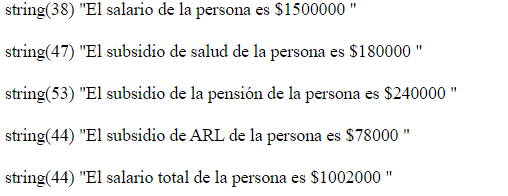 string(38) "El salario de la persona es $1500000 "
string(47) "El subsidio de salud de la persona es $180000 "
string(53) "El subsidio de la pensión de la persona es $240000 "
string(44) "El subsidio de ARL de la persona es $78000 "
string(44) "El salario total de la persona es $1002000 "